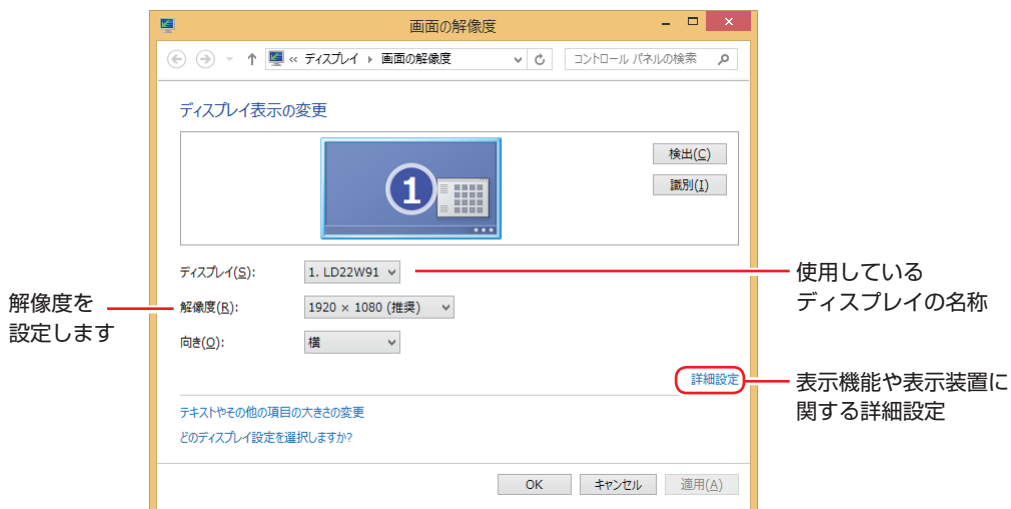 画面の解像度
« ディスプレイ ▸ 画面の解像度
コントロール パネルの検索
ディスプレイ表示の変更
1
検出(C)
識別(I)
ディスプレイ(S):
1. LD22W91
使用している
ディスプレイの名称
解像度を
設定します
解像度(R):
1920 × 1080 (推奨)
向き(O):
横
詳細設定
表示機能や表示装置に
関する詳細設定
テキストやその他の項目の大きさの変更
どのディスプレイ設定を選択しますか?
OK
キャンセル
適用(A)